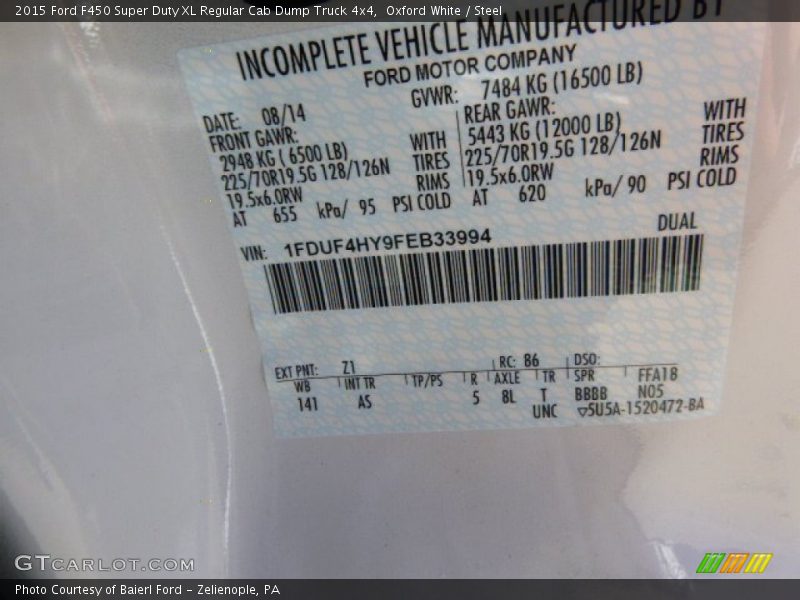 2015 Ford F450 Super Duty XL Regular Cab Dump Truck 4x4, Oxford White / Steel
INCOMPLETE VEHICLE MANUFACTURED BY
FORD MOTOR COMPANY
DATE: 08/14 GVWR: 7484 KG (16500 LB)
FRONT GAWR: REAR GAWR:
2948 KG ( 6500 LB) WITH 5443 KG (12000 LB) WITH
225/70R19.5G 128/126N TIRES 225/70R19.5G 128/126N TIRES
19.5x6.0RW RIMS 19.5x6.0RW RIMS
AT 655 kPa/ 95 PSI COLD AT 620 kPa/ 90 PSI COLD
VIN: 1FDUF4HY9FEB33994 DUAL
EXT PNT: Z1 RC: 86 DSO:
WB INT TR TP/PS R AXLE TR SPR FFA18
141 AS 5 8L T BBBB N05
UNC ▽5U5A-1520472-BA
GTCARLOT.COM
Photo Courtesy of Baierl Ford - Zelienople, PA